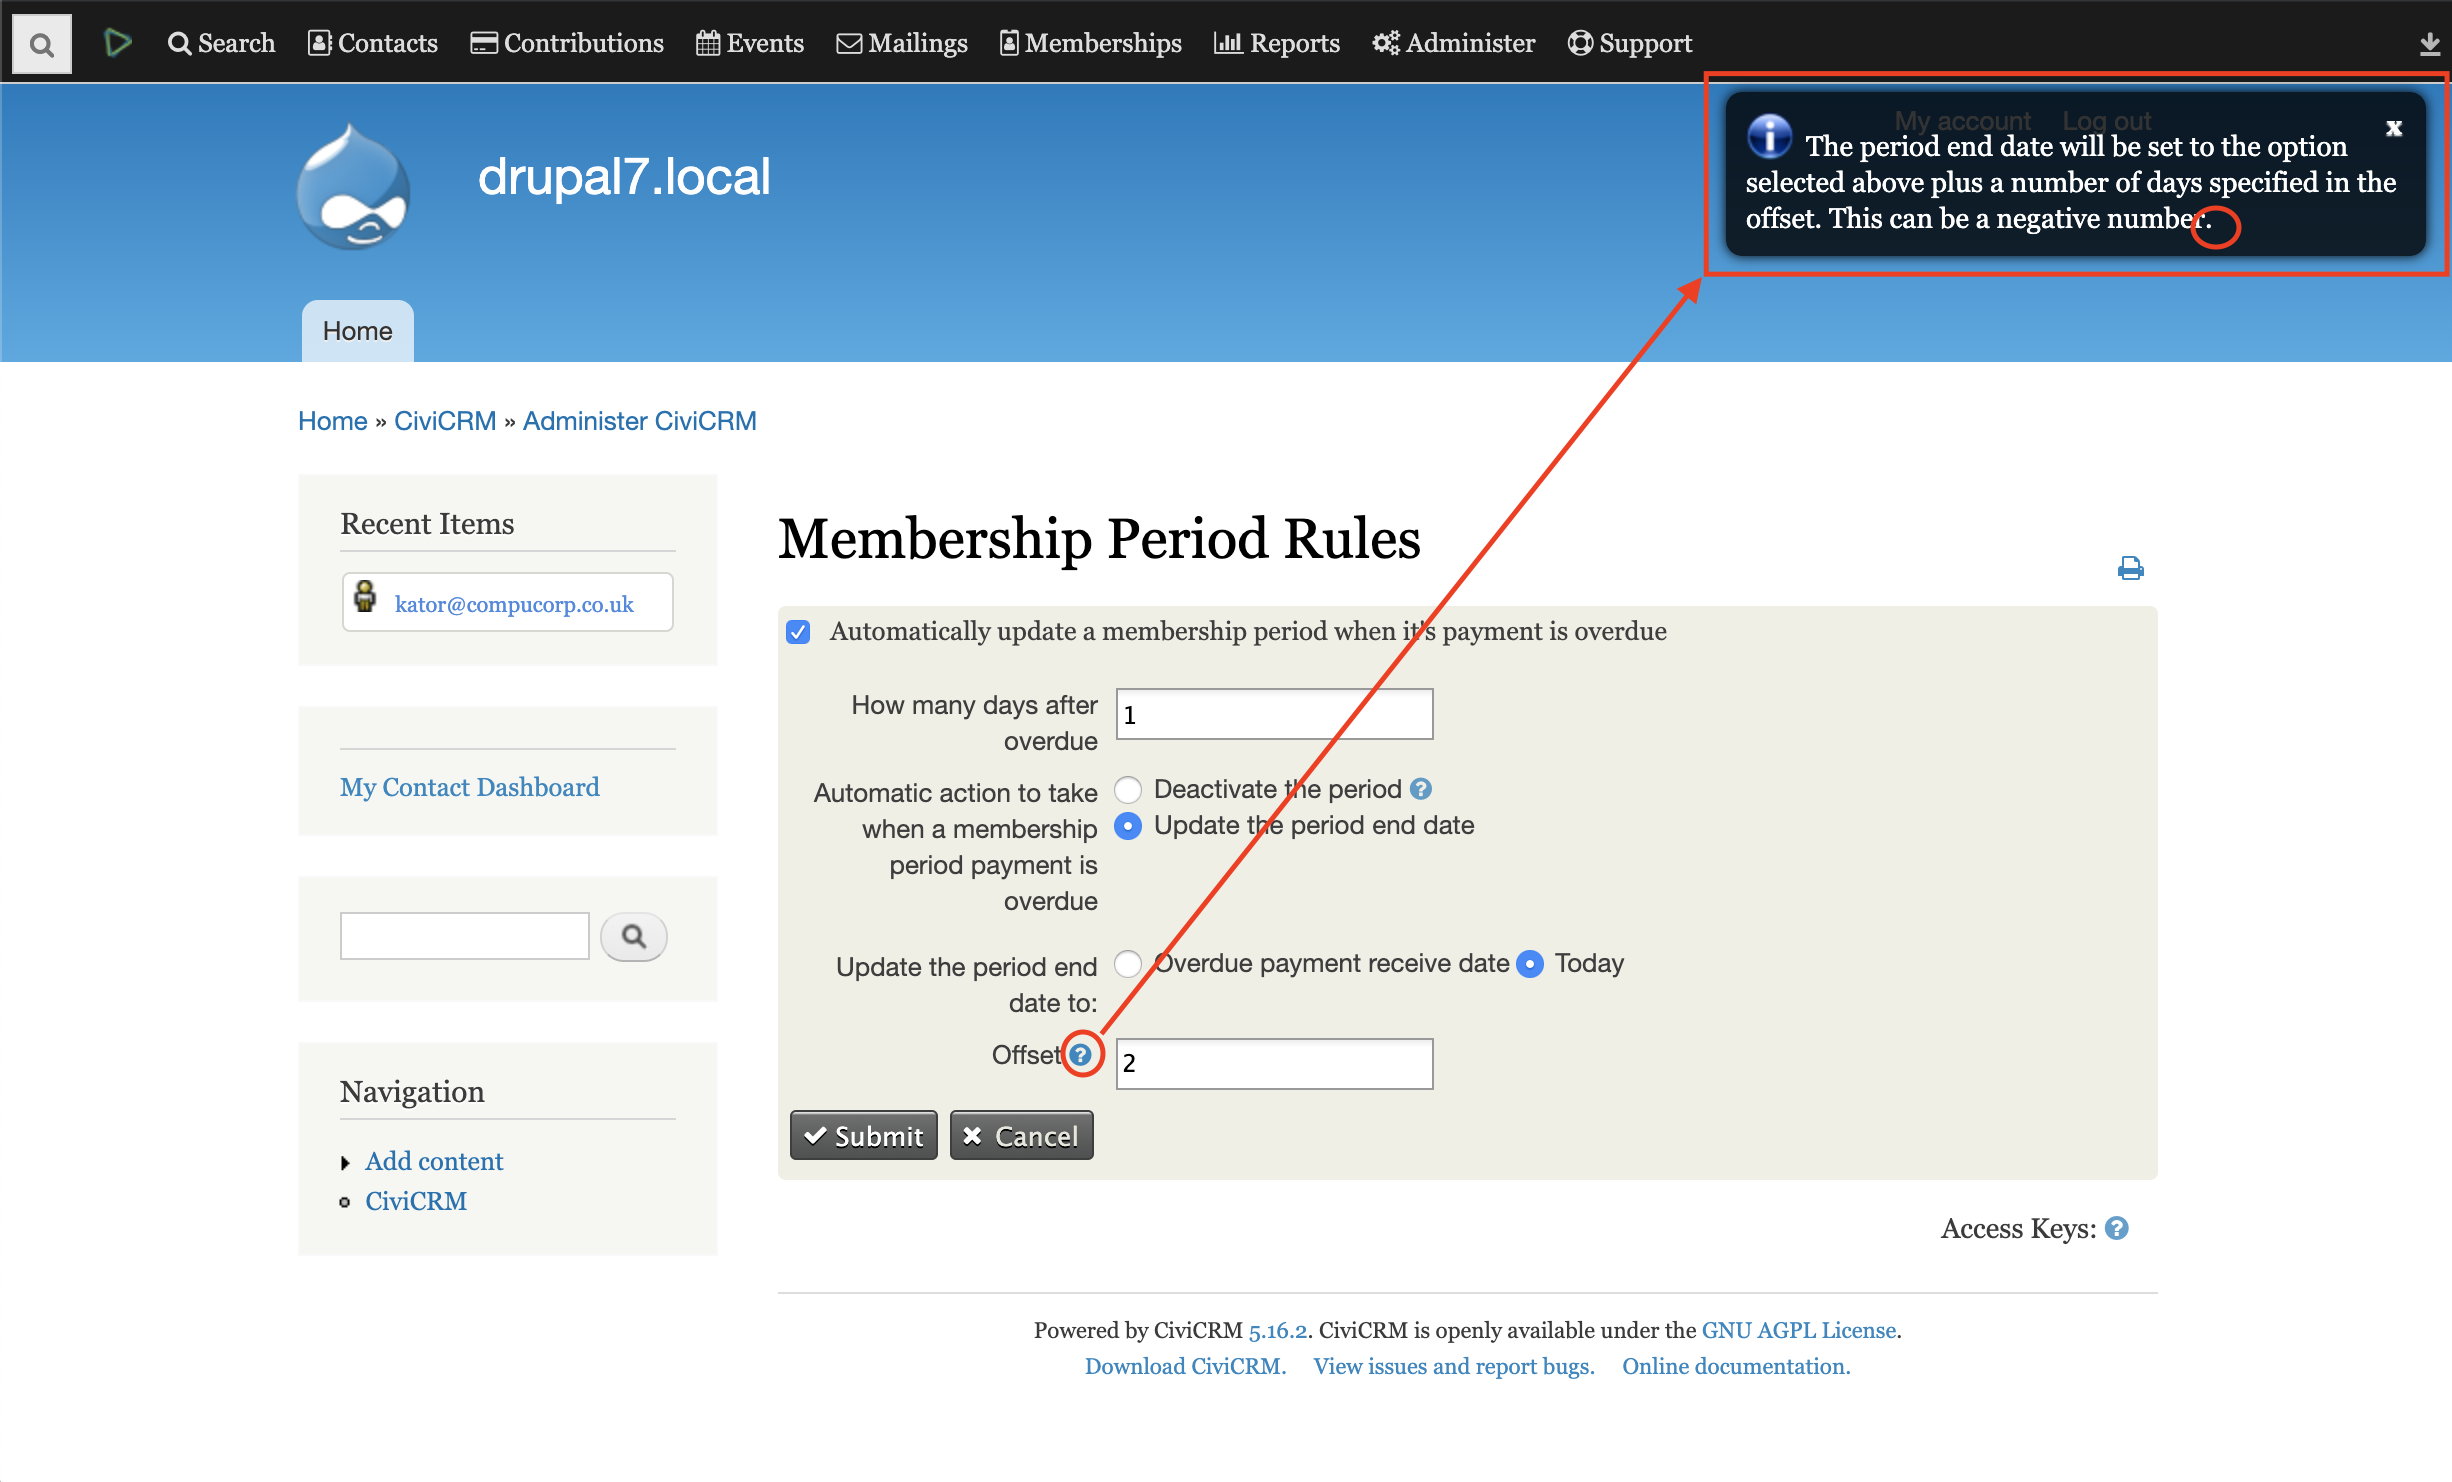 Search Contacts Contributions Events Mailings Memberships Reports Administer Support
My account Log out
The period end date will be set to the option
selected above plus a number of days specified in the
offset. This can be a negative number.
x
drupal7.local
Home
Home » CiviCRM » Administer CiviCRM
Recent Items
kator@compucorp.co.uk
My Contact Dashboard
Navigation
Add content
CiviCRM
Membership Period Rules
Automatically update a membership period when it's payment is overdue
How many days after
overdue
1
Automatic action to take
when a membership
period payment is
overdue
Deactivate the period ?
Update the period end date
Update the period end
date to:
Overdue payment receive date Today
Offset ?
2
Submit Cancel
Access Keys: ?
Powered by CiviCRM 5.16.2. CiviCRM is openly available under the GNU AGPL License.
Download CiviCRM. View issues and report bugs. Online documentation.